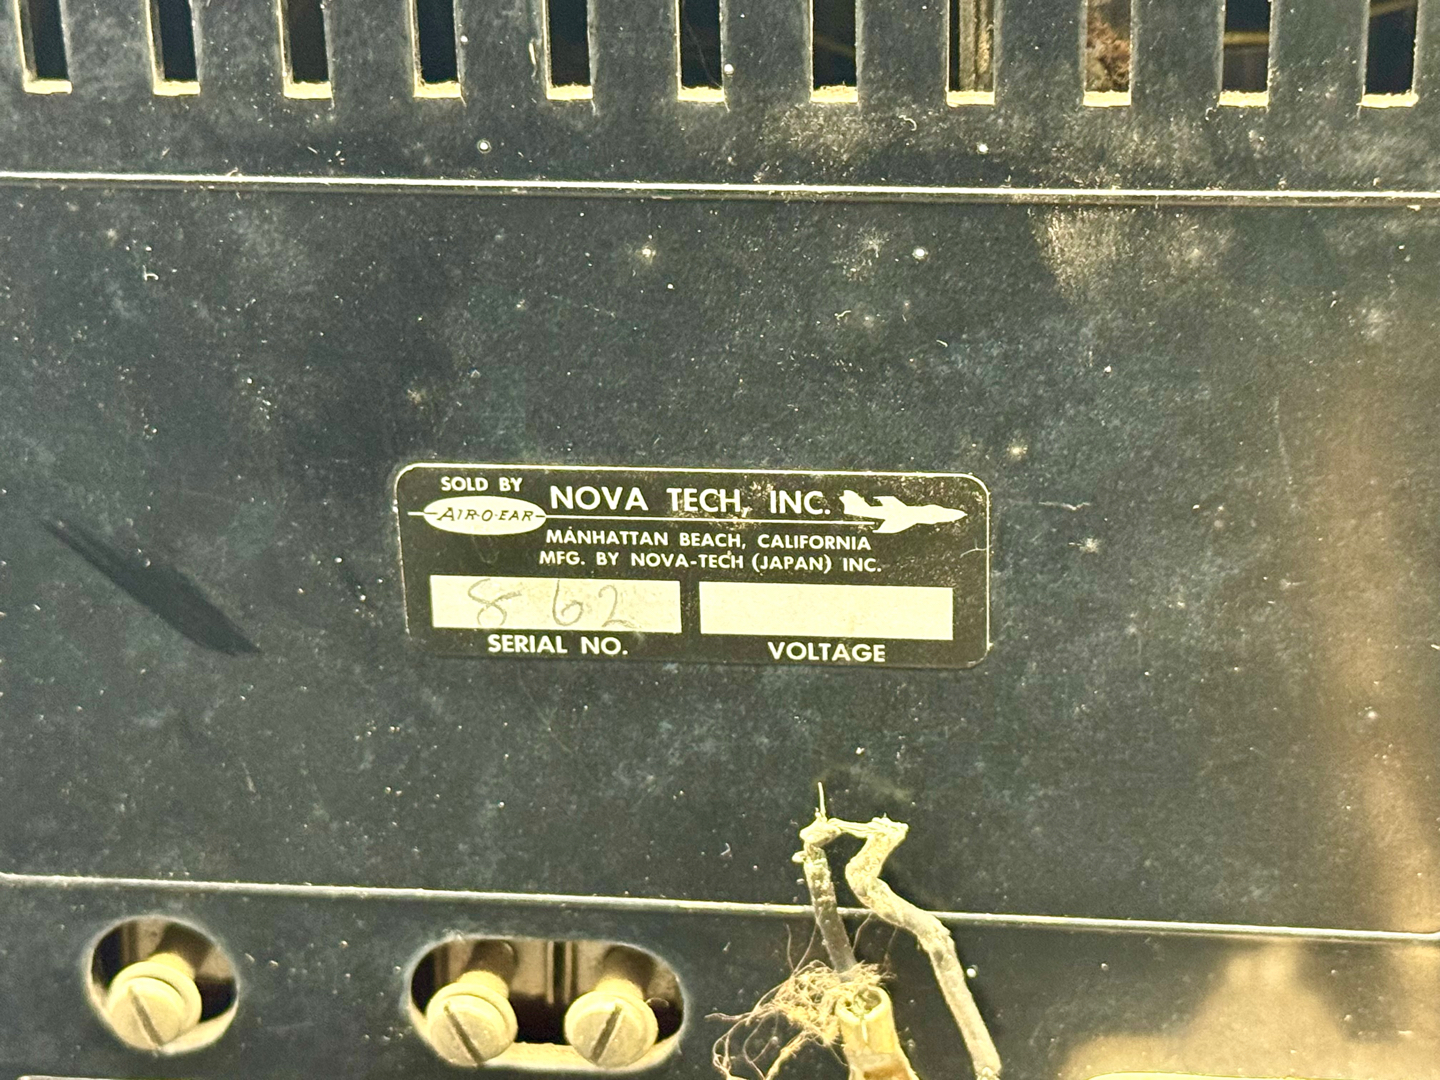 SOLD BY
AIR-O-EAR
NOVA TECH, INC.
MANHATTAN BEACH, CALIFORNIA
MFG. BY NOVA-TECH (JAPAN) INC.
862
SERIAL NO.
VOLTAGE